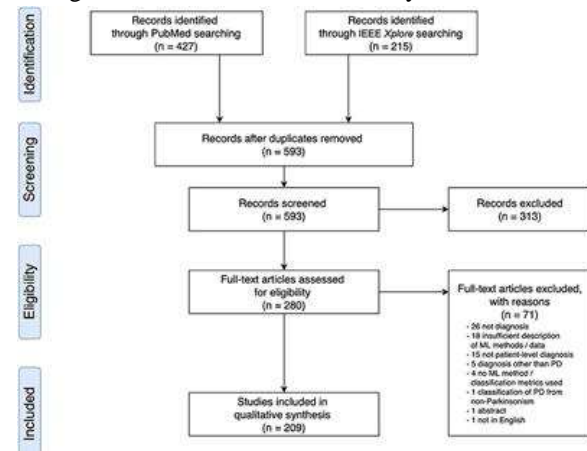 Identification
Records identified
through PubMed searching
(n = 427)
Records identified
through IEEE Xplore searching
(n = 215)
Screening
Records after duplicates removed
(n = 593)
Records screened
(n = 593)
Records excluded
(n = 313)
Eligibility
Full-text articles assessed
for eligibility
(n = 280)
Full-text articles excluded,
with reasons
(n = 71)
- 26 not diagnosis
- 18 insufficient description
of ML methods / data
- 15 not patient-level diagnosis
- 5 diagnosis other than PD
- 4 no ML method /
classification metrics used
- 1 classification of PD from
non-Parkinsonism
- 1 abstract
- 1 not in English
Included
Studies included in
qualitative synthesis
(n = 209)